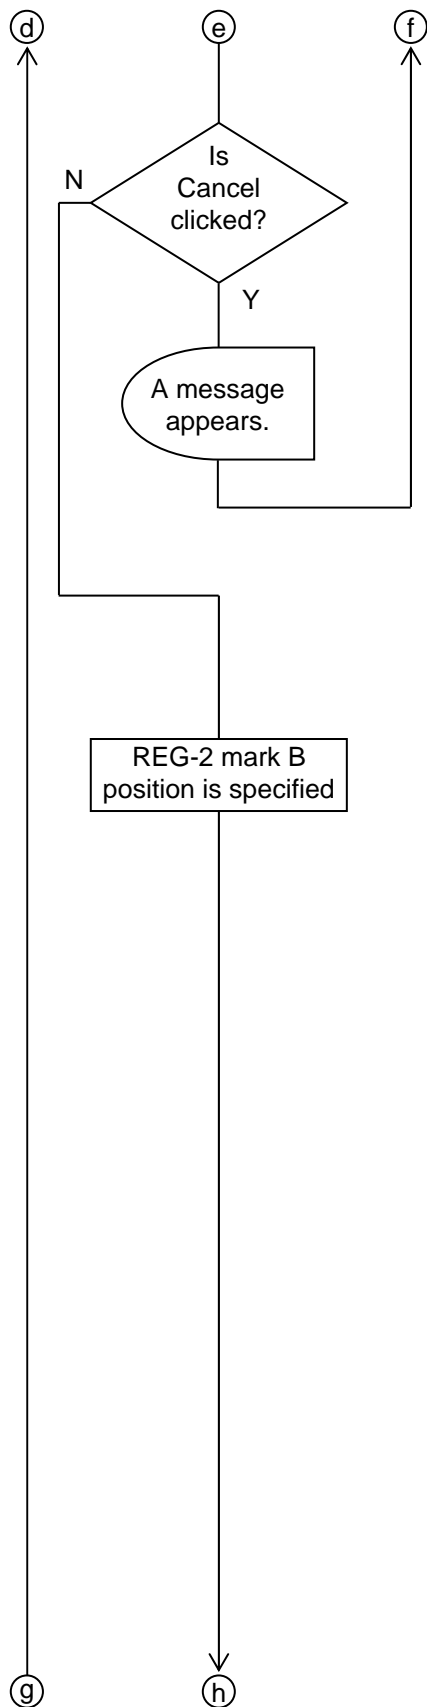 d
e
f
Is
Cancel
clicked?
N
Y
A message
appears.
REG-2 mark B
position is specified
g
h